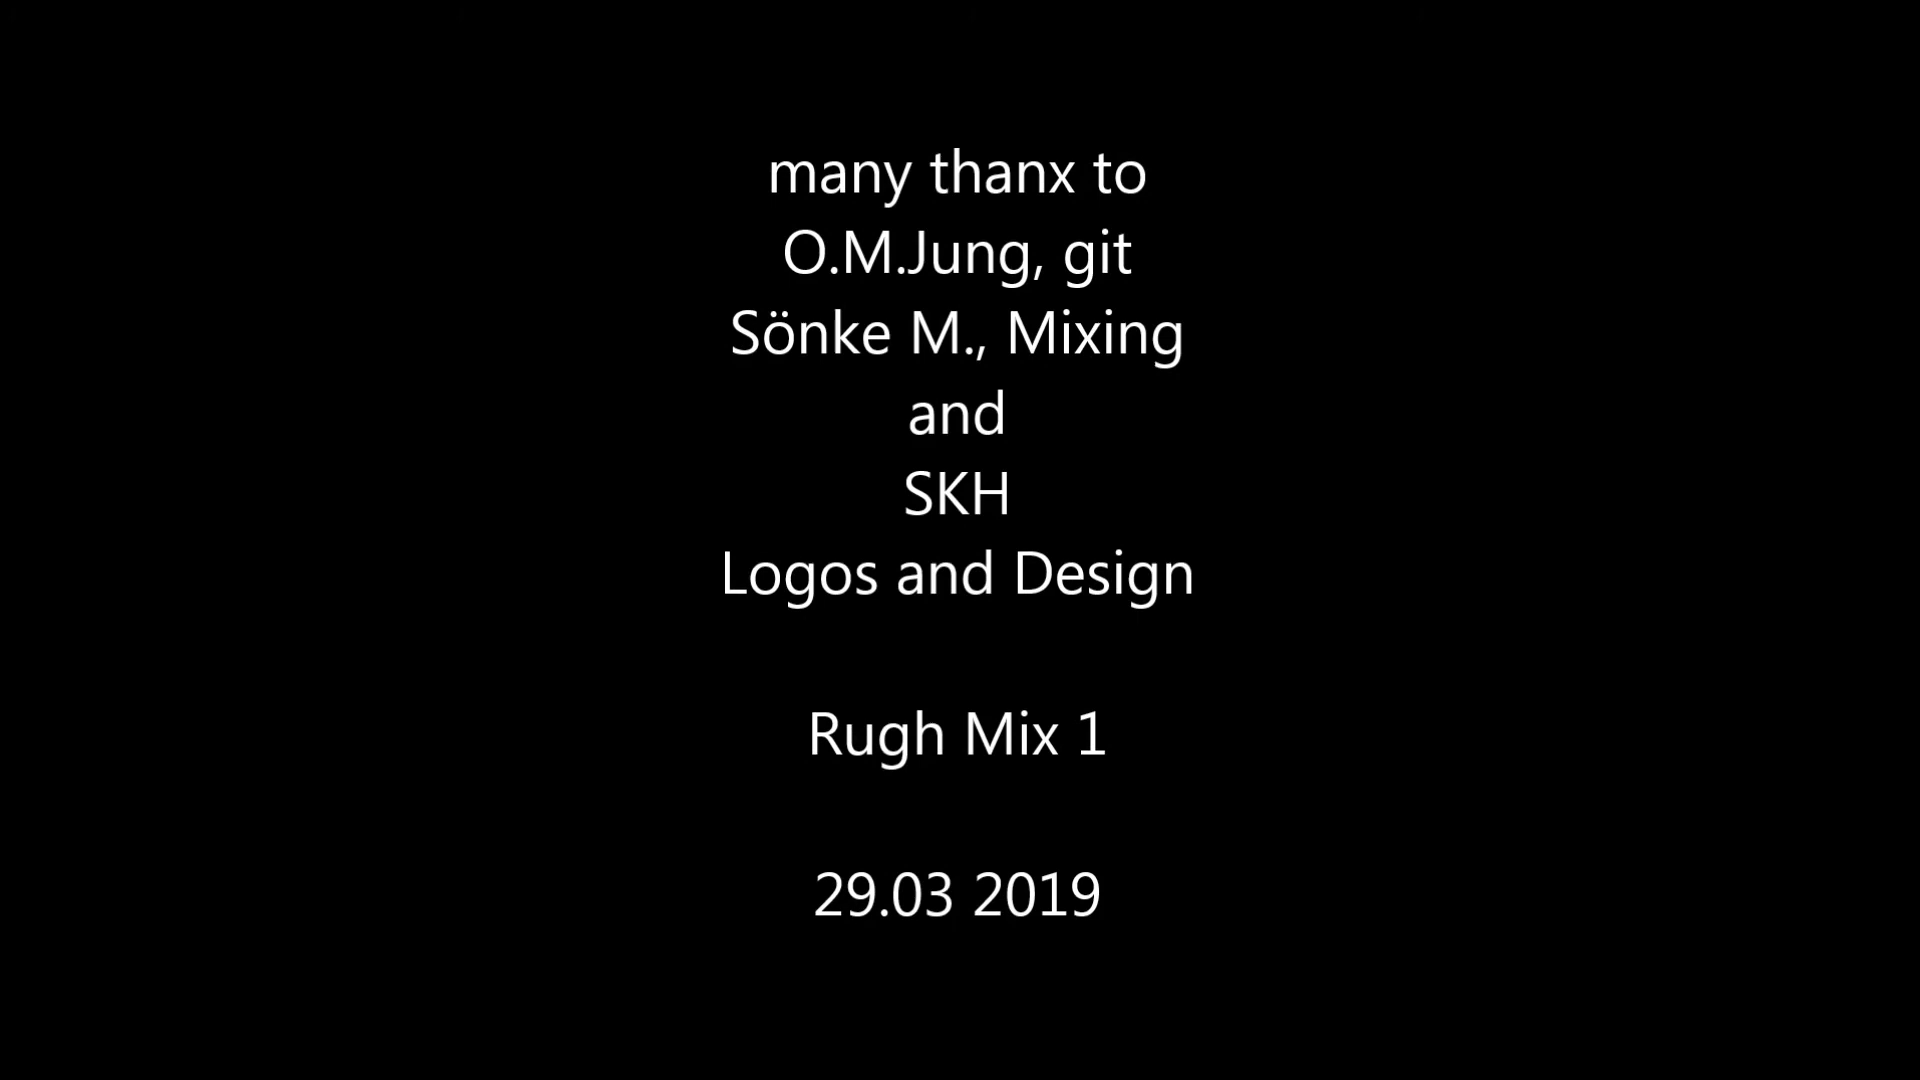 many thanx to
O.M.Jung, git
Sönke M., Mixing
and
SKH
Logos and Design
Rugh Mix 1
29.03 2019